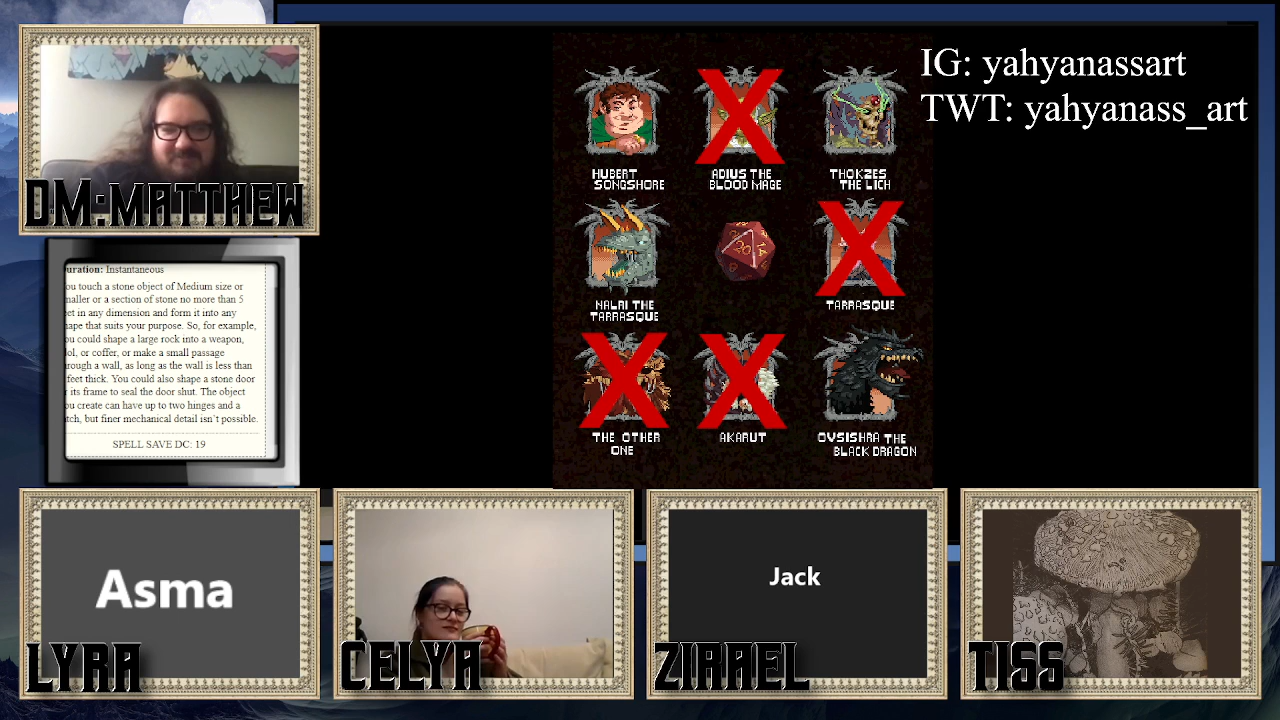 IG: yahyanassart
TWT: yahyanass_art
DM:MATTHEW
HUBERT
SONGSHORE
ADIUS THE
BLOOD MAGE
THOKZES
THE LICH
NALRI THE
TARRASQUE
20
TARRASQUE
THE OTHER
ONE
AKARUT
OVSISHRA THE
BLACK DRAGON
uration: Instantaneous
ou touch a stone object of Medium size or
naller or a section of stone no more than 5
et in any dimension and form it into any
hape that suits your purpose. So, for example,
ou could shape a large rock into a weapon,
ol, or coffer, or make a small passage
rough a wall, as long as the wall is less than
feet thick. You could also shape a stone door
r its frame to seal the door shut. The object
ou create can have up to two hinges and a
tch, but finer mechanical detail isn't possible.
SPELL SAVE DC: 19
Asma
LYRA
CELYA
Jack
ZIRAEL
TISS